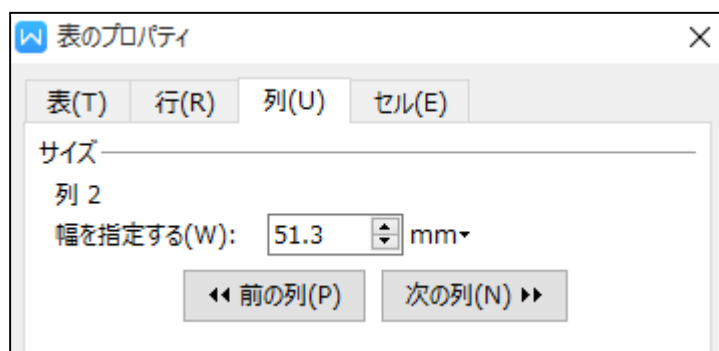 表のプロパティ
表(T) 行(R) 列(U) セル(E)
サイズ
列 2
幅を指定する(W): 51.3 mm
前の列(P) 次の列(N)